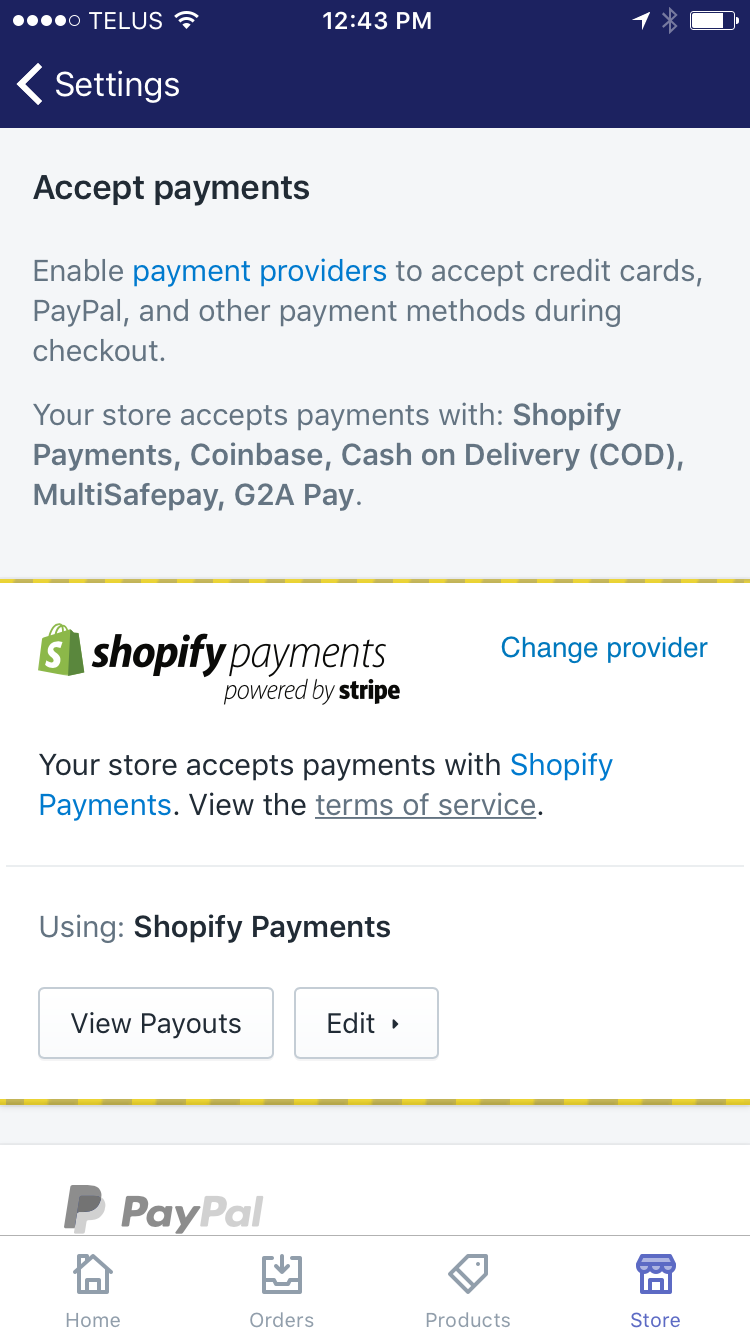 TELUS 12:43 PM
Settings
Accept payments
Enable payment providers to accept credit cards,
PayPal, and other payment methods during
checkout.
Your store accepts payments with: Shopify
Payments, Coinbase, Cash on Delivery (COD),
MultiSafepay, G2A Pay.
shopify payments
powered by stripe
Change provider
Your store accepts payments with Shopify
Payments. View the terms of service.
Using: Shopify Payments
View Payouts
Edit
PayPal
Home
Orders
Products
Store